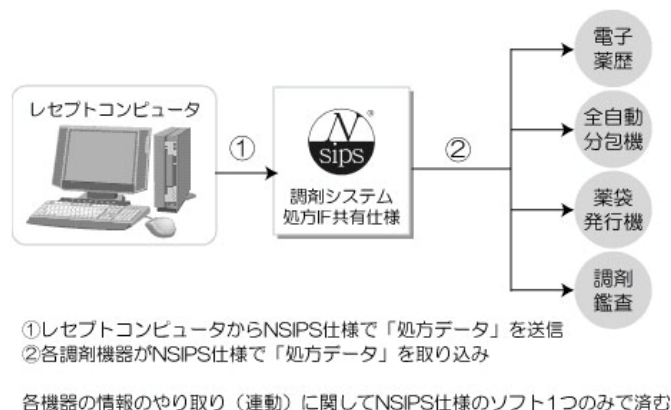 レセプトコンピュータ
①
N
sips
®
調剤システム
処方IF共有仕様
②
電子
薬歴
全自動
分包機
薬袋
発行機
調剤
鑑査
①レセプトコンピュータからNSIPS仕様で「処方データ」を送信
②各調剤機器がNSIPS仕様で「処方データ」を取り込み
各機器の情報のやり取り（連動）に関してNSIPS仕様のソフト1つのみで済む